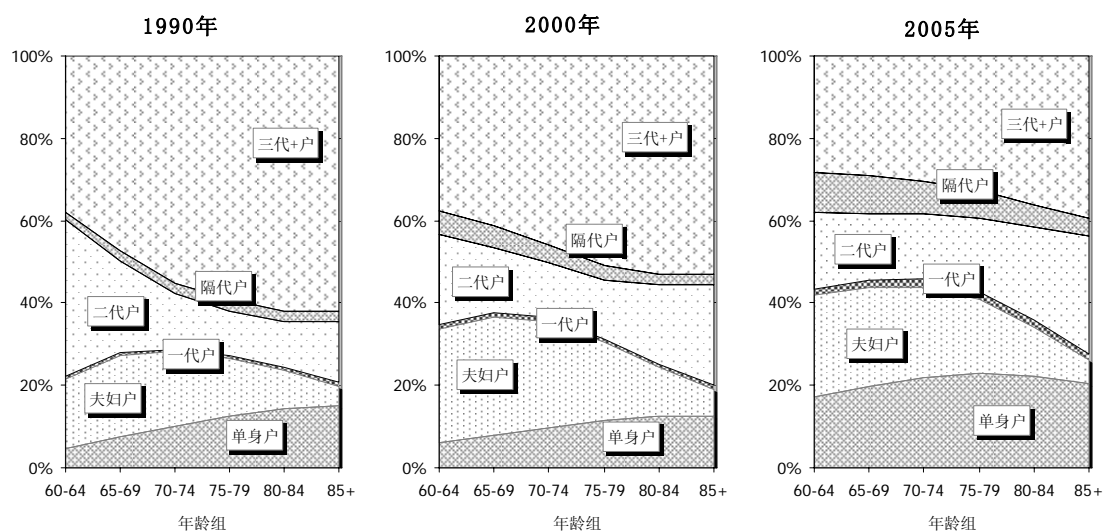 1990年
100%
80%
60%
40%
20%
0%
三代+户
隔代户
二代户
一代户
夫妇户
单身户
60-64 65-69 70-74 75-79 80-84 85+
年龄组
2000年
100%
80%
60%
40%
20%
0%
三代+户
隔代户
二代户
一代户
夫妇户
单身户
60-64 65-69 70-74 75-79 80-84 85+
年龄组
2005年
100%
80%
60%
40%
20%
0%
三代+户
隔代户
二代户
一代户
夫妇户
单身户
60-64 65-69 70-74 75-79 80-84 85+
年龄组